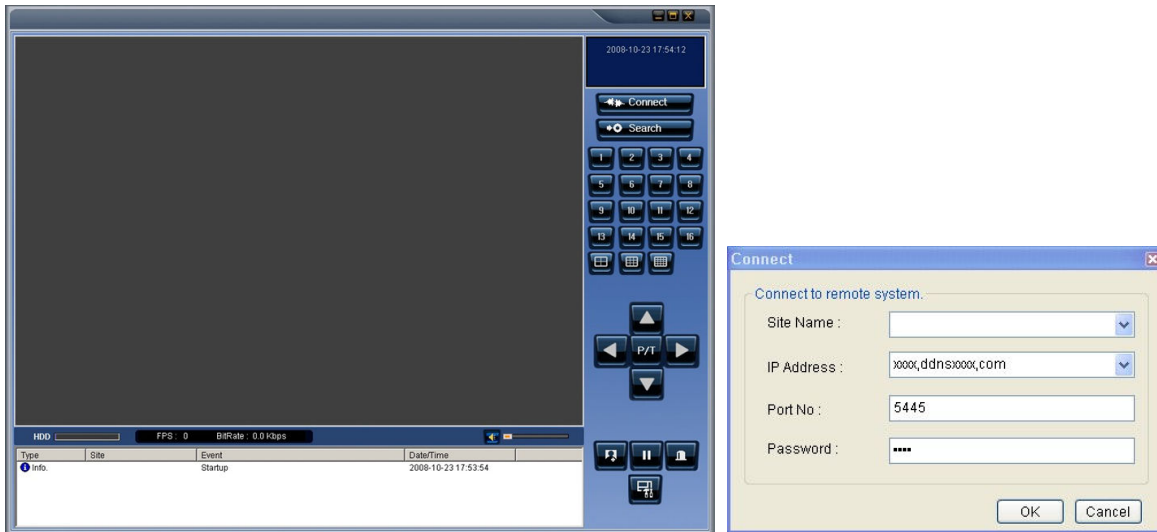 2008-10-23 17:54:12
Connect
Search
1 2 3 4
5 6 7 8
9 10 11 12
13 14 15 16
P/T
HDD FPS : 0 BitRate : 0.0 Kbps
Type Site Event Date/Time
Info. Startup 2008-10-23 17:53:54
Connect
Connect to remote system.
Site Name :
IP Address : xxxx,ddnsxxxx,com
Port No : 5445
Password : ••••
OK Cancel